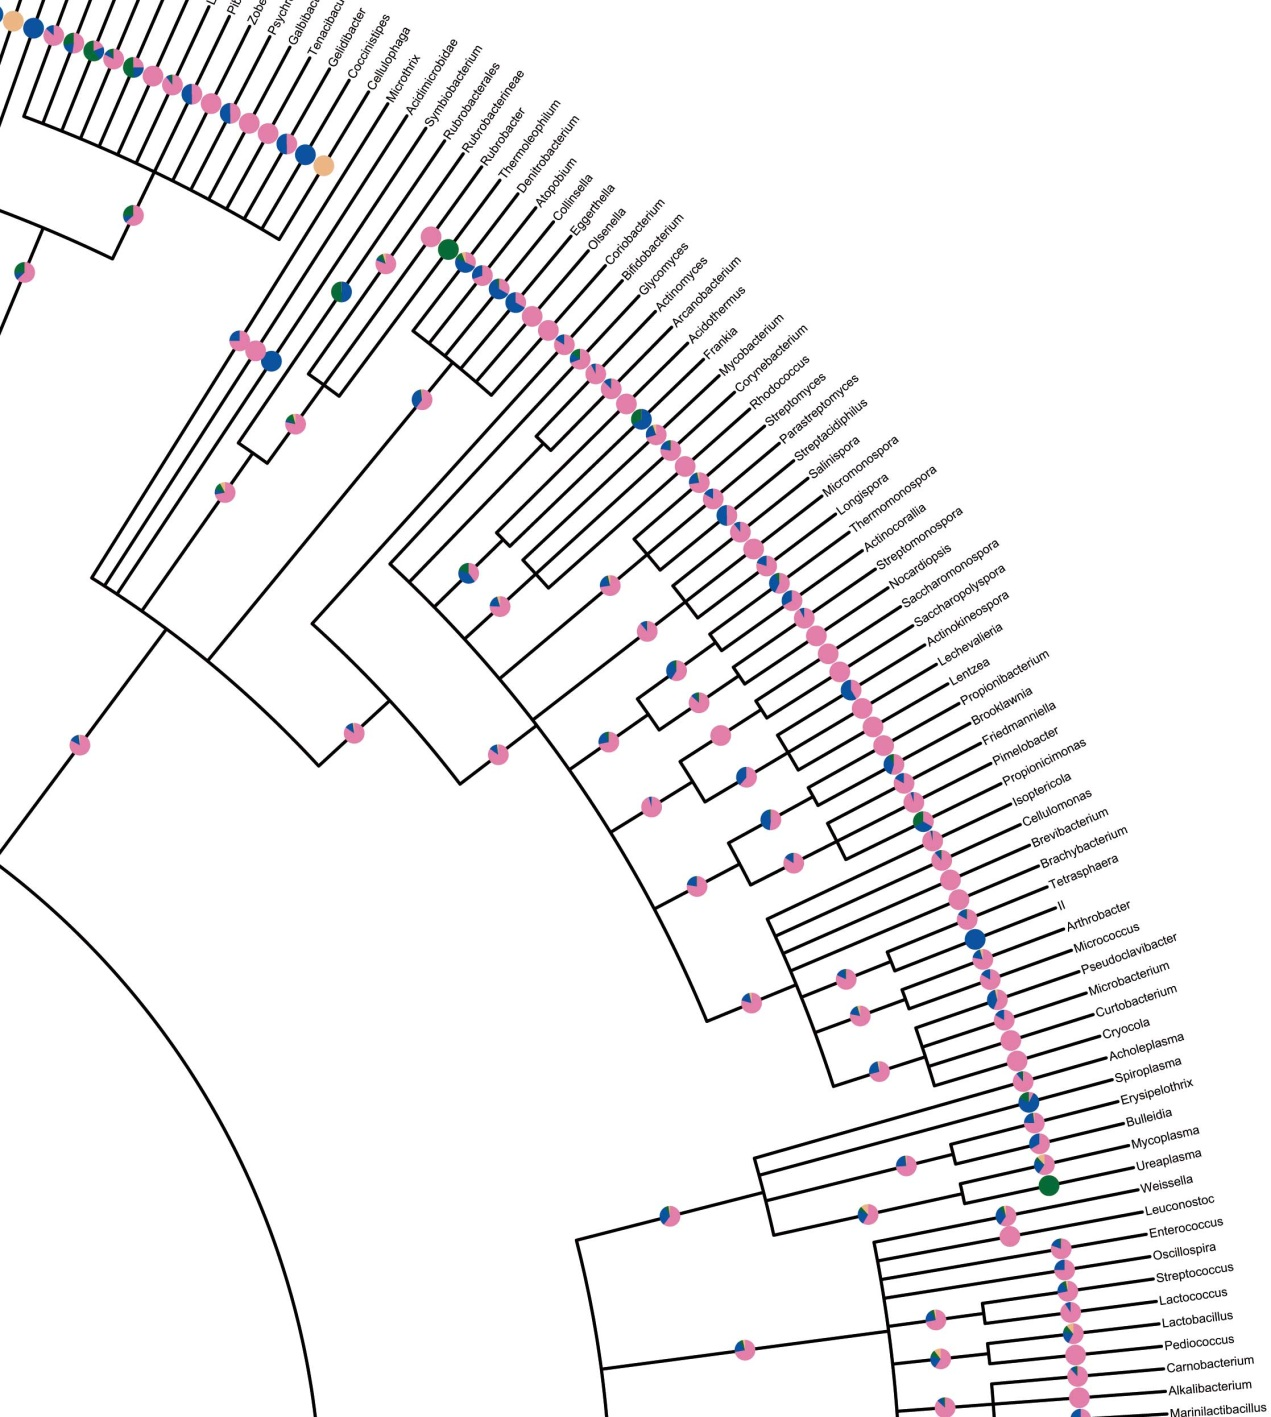 Galbibac
Tenacibacu
Gelidibacter
Coccinistipes
Cellulophaga
Microthrix
Acidimicrobidae
Symbiobacterium
Rubrobacterales
Rubrobacterineae
Rubrobacter
Thermoleophilum
Denitrobacterium
Atopobium
Collinsella
Eggerthella
Olsenella
Coriobacterium
Bifidobacterium
Glycomyces
Actinomyces
Arcanobacterium
Acidothermus
Frankia
Mycobacterium
Corynebacterium
Rhodococcus
Streptomyces
Parastreptomyces
Streptacidiphilus
Salinispora
Micromonospora
Longispora
Thermomonospora
Actinocorallia
Streptomonospora
Nocardiopsis
Saccharomonospora
Saccharopolyspora
Actinokineospora
Lechevalieria
Lentzea
Propionibacterium
Brooklawnia
Friedmanniella
Pimelobacter
Propionicimonas
Isoptericola
Cellulomonas
Brevibacterium
Brachybacterium
Tetrasphaera
II
Arthrobacter
Micrococcus
Pseudoclavibacter
Microbacterium
Curtobacterium
Cryocola
Acholeplasma
Spiroplasma
Erysipelothrix
Bulleidia
Mycoplasma
Ureaplasma
Weissella
Leuconostoc
Enterococcus
Oscillospira
Streptococcus
Lactococcus
Lactobacillus
Pediococcus
Carnobacterium
Alkalibacterium
Marinilactibacillus